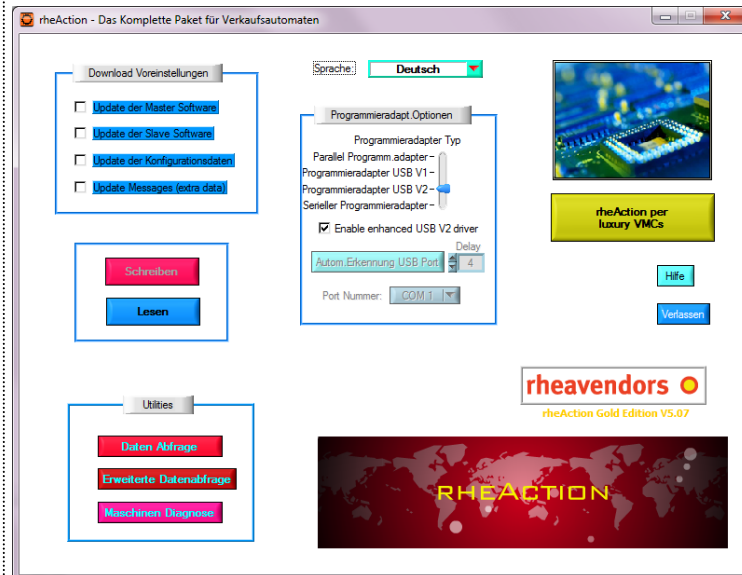 rheAction - Das Komplette Paket für Verkaufsautomaten
Download Voreinstellungen
Update der Master Software
Update der Slave Software
Update der Konfigurationsdaten
Update Messages (extra data)
Schreiben
Lesen
Utilities
Daten Abfrage
Erweiterte Datenabfrage
Maschinen Diagnose
Sprache:
Deutsch
Programmieradapt.Optionen
Programmieradapter Typ
Parallel Programm.adapter
Programmieradapter USB V1
Programmieradapter USB V2
Serieller Programmieradapter
Enable enhanced USB V2 driver
Delay
Autom.Erkennung USB Port
4
Port Nummer:
COM 1
rheAction per
luxury VMCs
Hilfe
Verlassen
rheavendors
rheAction Gold Edition V5.07
RHEACTION